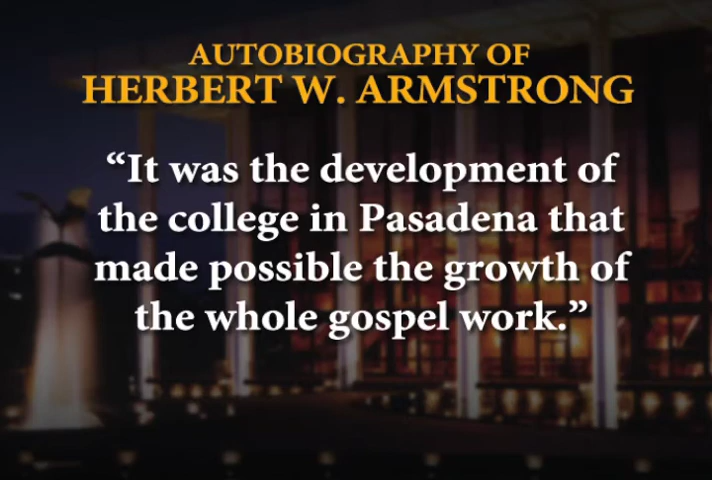 AUTOBIOGRAPHY OF
HERBERT W. ARMSTRONG
“It was the development of
the college in Pasadena that
made possible the growth of
the whole gospel work.”